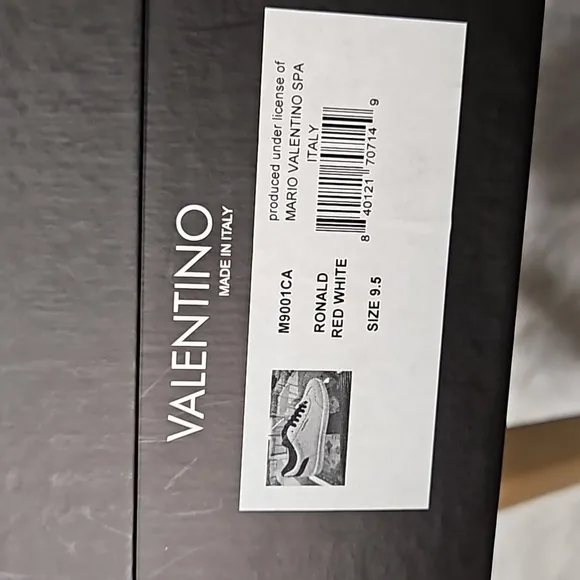 VALENTINO
MADE IN ITALY
produced under license of
MARIO VALENTINO SPA
ITALY
8 40121 70714 9
M9001CA
RONALD
RED WHITE
SIZE 9.5